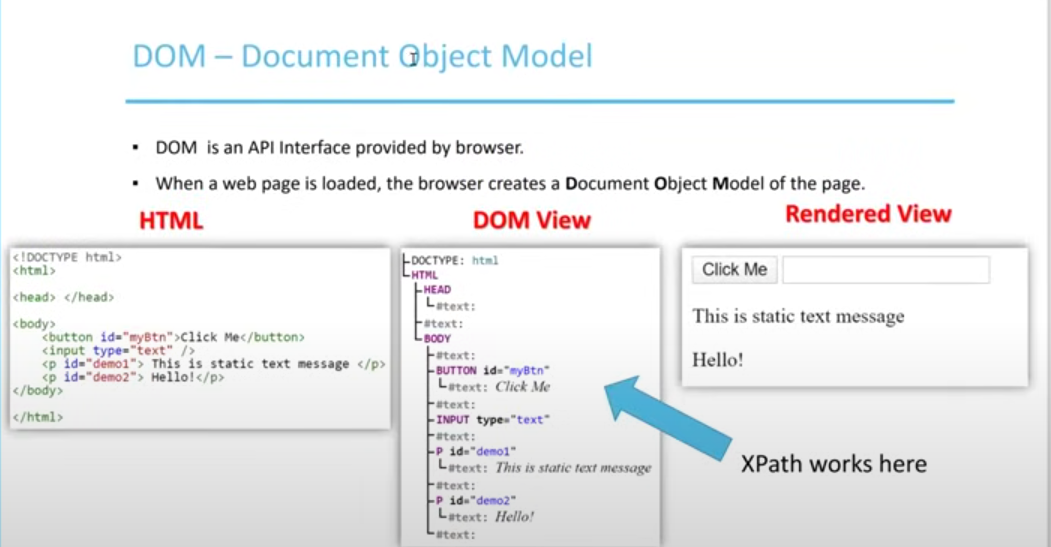 DOM – Document Object Model
▪ DOM is an API Interface provided by browser.
▪ When a web page is loaded, the browser creates a Document Object Model of the page.
HTML
<!DOCTYPE html>
<html>
<head> </head>
<body>
<button id="myBtn">Click Me</button>
<input type="text" />
<p id="demo1"> This is static text message </p>
<p id="demo2"> Hello!</p>
</body>
</html>
DOM View
DOCTYPE: html
HTML
HEAD
#text:
#text:
BODY
#text:
BUTTON id="myBtn"
#text: Click Me
#text:
INPUT type="text"
#text:
P id="demo1"
#text: This is static text message
#text:
P id="demo2"
#text: Hello!
#text:
Rendered View
Click Me
This is static text message
Hello!
XPath works here